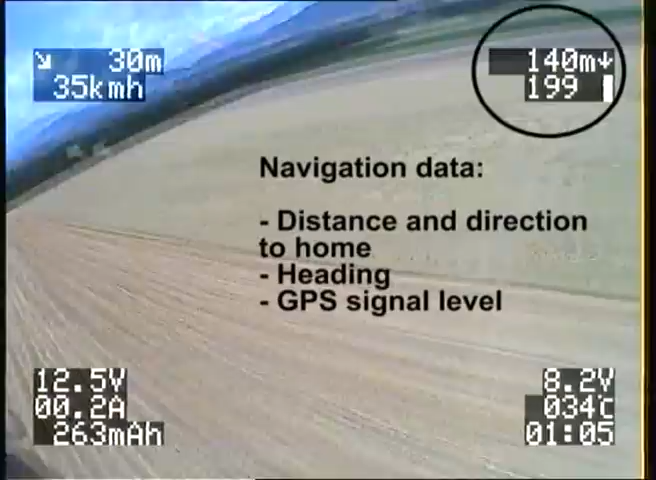 ↘ 30m
35kmh
140m↓
199
Navigation data:
- Distance and direction
to home
- Heading
- GPS signal level
12.5V
00.2A
263mAh
8.2V
034C
01:05